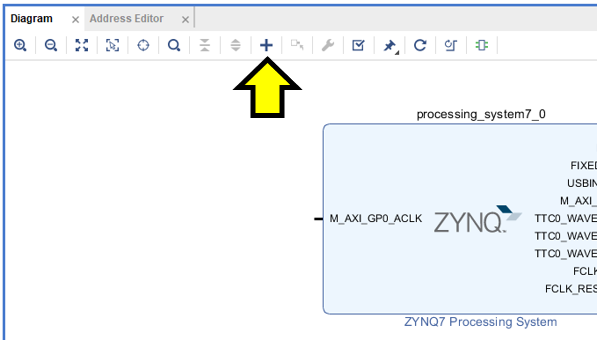 Diagram
Address Editor
processing_system7_0
FIXED
USBIN
M_AXI_
M_AXI_GP0_ACLK
ZYNQ
TTC0_WAVE
TTC0_WAVE
TTC0_WAVE
FCLK
FCLK_RES
ZYNQ7 Processing System